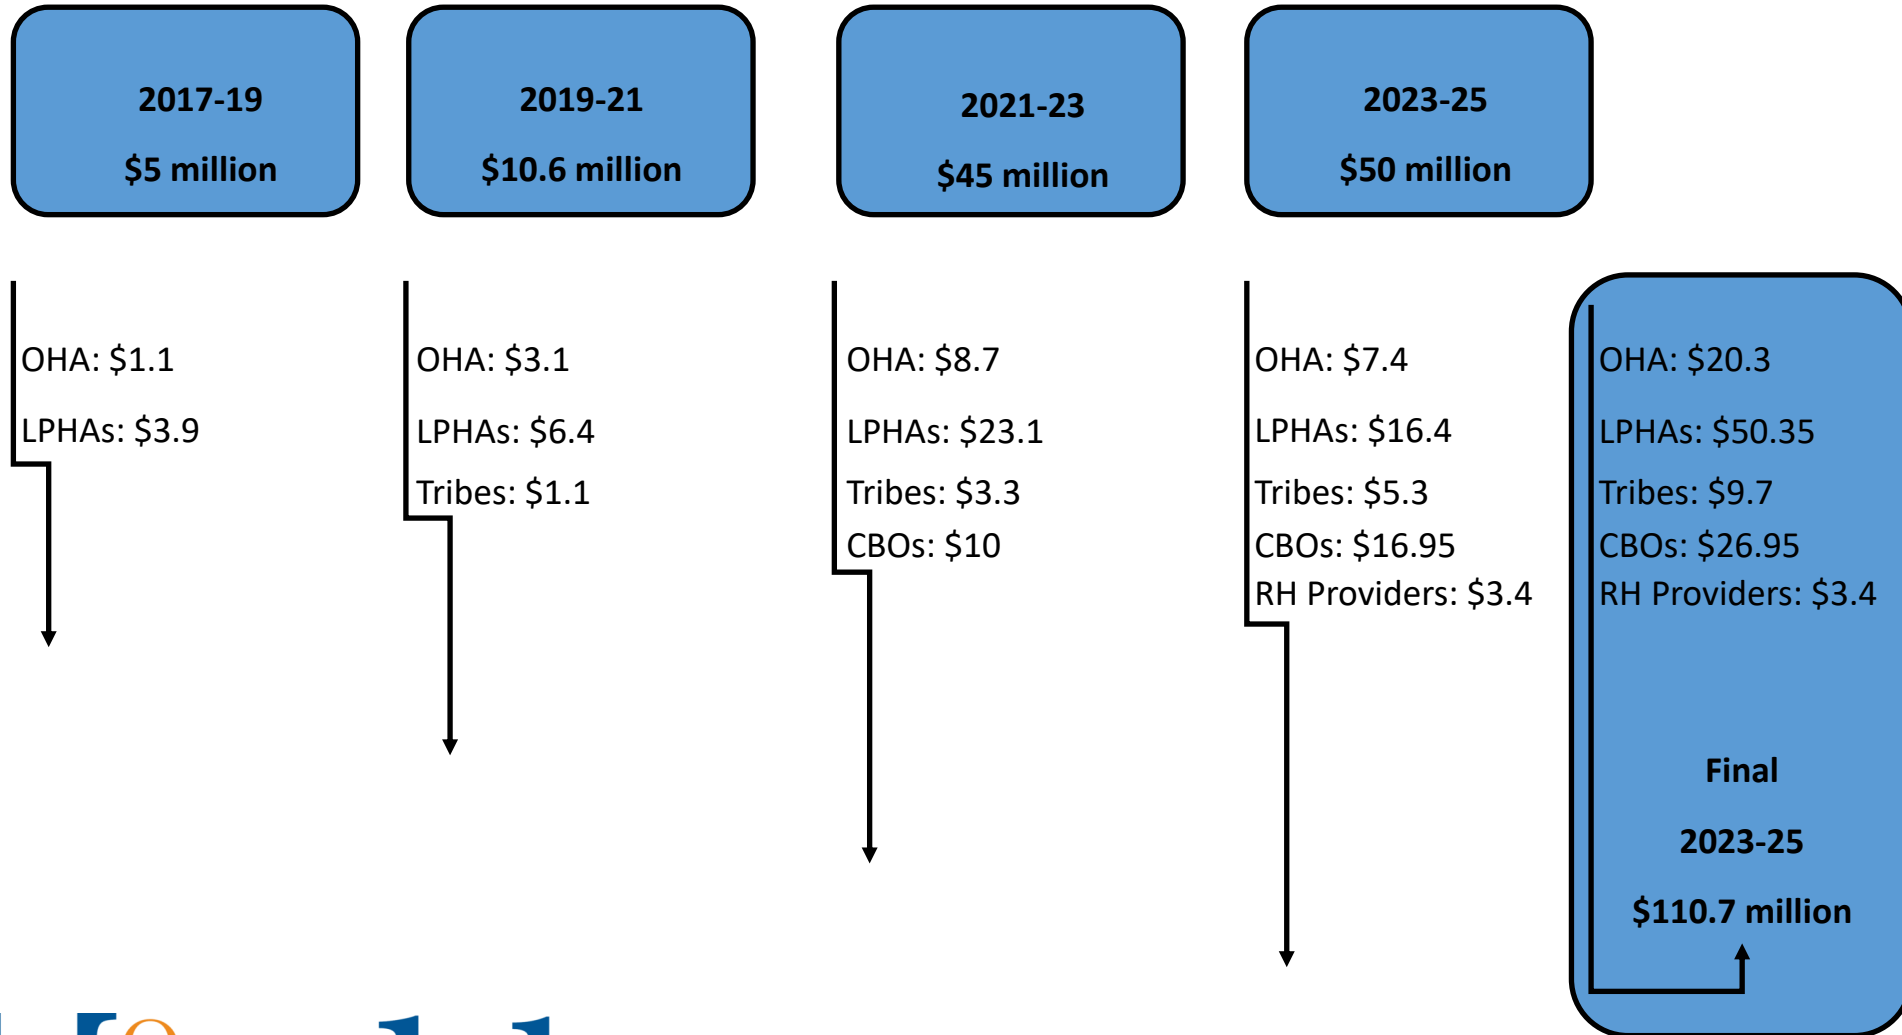 2017-19
$5 million
2019-21
$10.6 million
2021-23
$45 million
2023-25
$50 million
OHA: $1.1
LPHAs: $3.9
OHA: $3.1
LPHAs: $6.4
Tribes: $1.1
OHA: $8.7
LPHAs: $23.1
Tribes: $3.3
CBOs: $10
OHA: $7.4
LPHAs: $16.4
Tribes: $5.3
CBOs: $16.95
RH Providers: $3.4
OHA: $20.3
LPHAs: $50.35
Tribes: $9.7
CBOs: $26.95
RH Providers: $3.4
Final
2023-25
$110.7 million